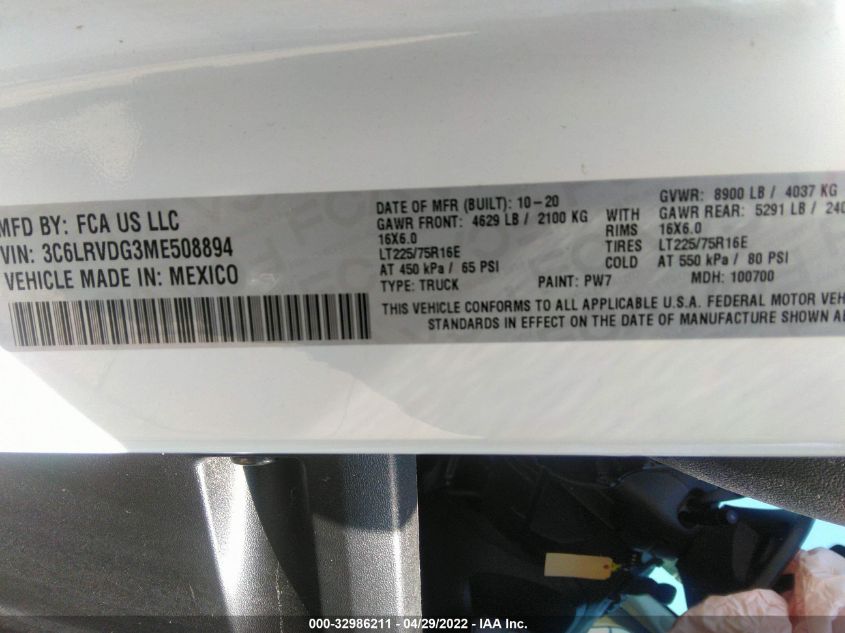 MFD BY: FCA US LLC
VIN: 3C6LRVDG3ME508894
VEHICLE MADE IN: MEXICO
DATE OF MFR (BUILT): 10-20
GAWR FRONT: 4629 LB / 2100 KG
16X6.0
LT225/75R16E
AT 450 kPa / 65 PSI
TYPE: TRUCK
PAINT: PW7
WITH
RIMS
TIRES
COLD
GVWR: 8900 LB / 4037 KG
GAWR REAR: 5291 LB / 240
16X6.0
LT225/75R16E
AT 550 kPa / 80 PSI
MDH: 100700
THIS VEHICLE CONFORMS TO ALL APPLICABLE U.S.A. FEDERAL MOTOR VEH
STANDARDS IN EFFECT ON THE DATE OF MANUFACTURE SHOWN A
000-32986211 - 04/29/2022 - IAA Inc.